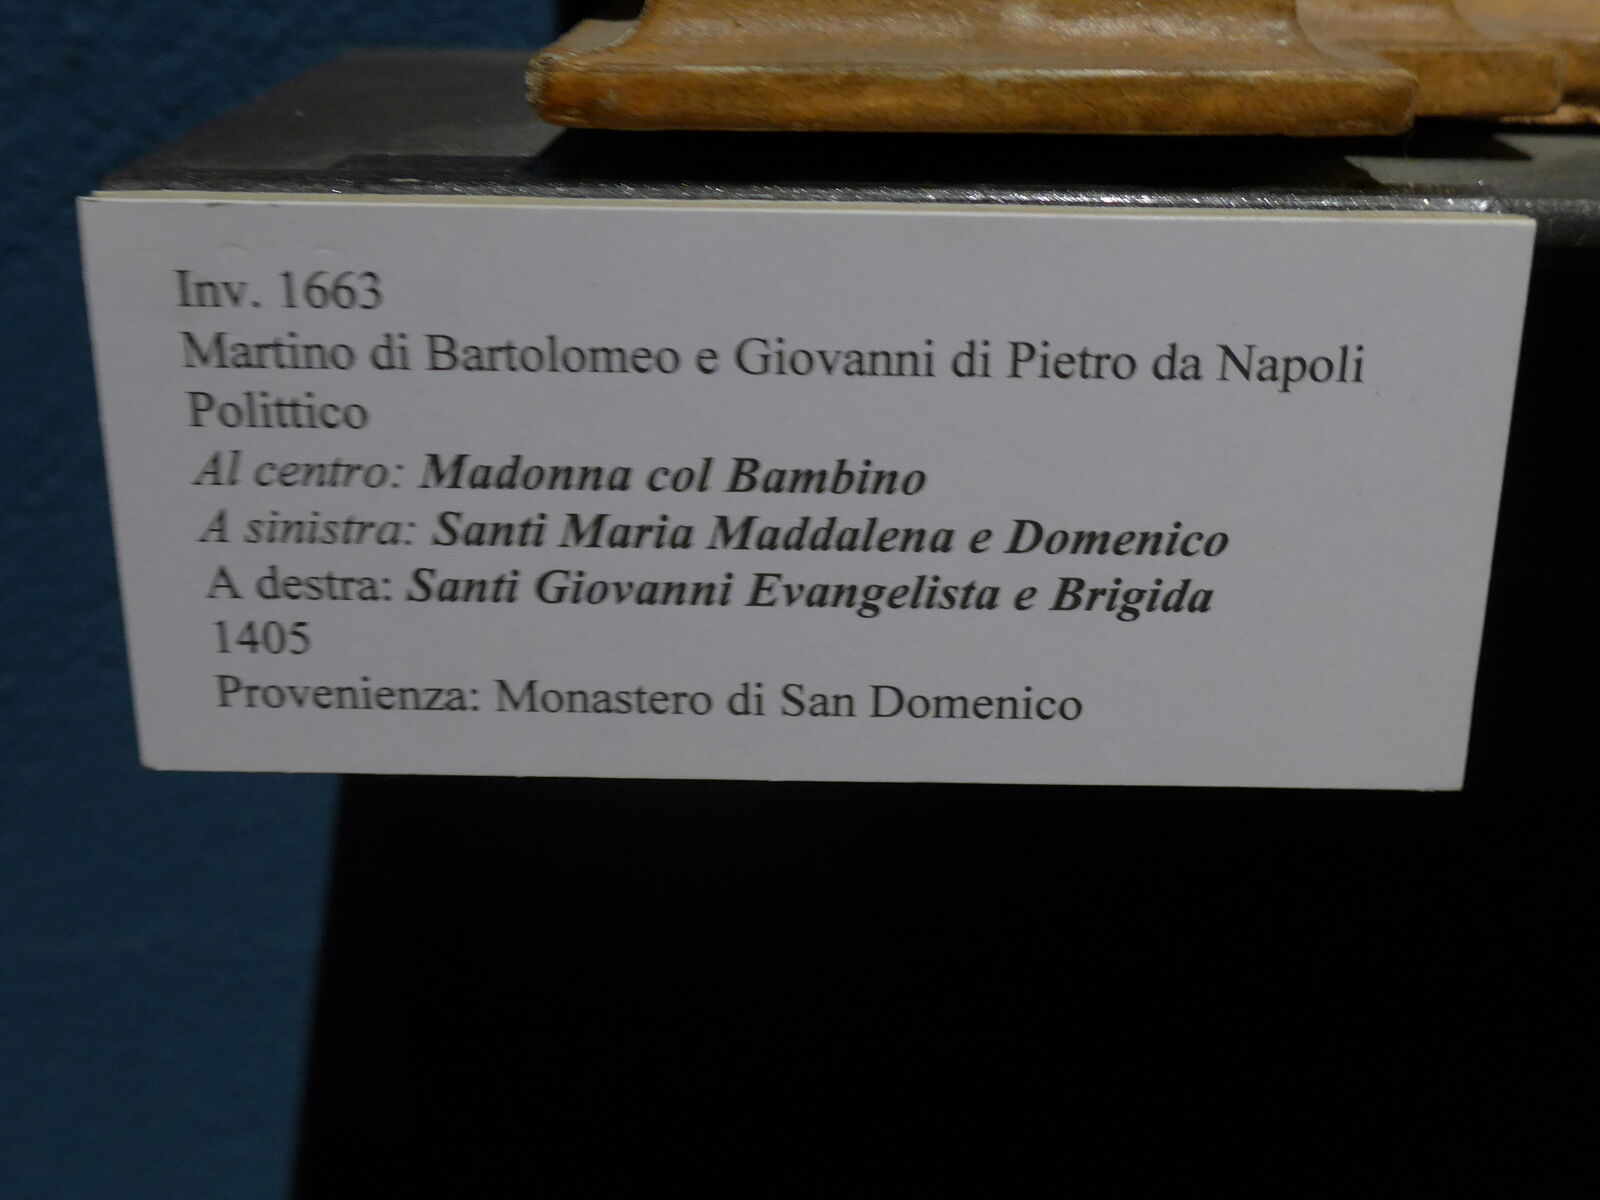 Inv. 1663
Martino di Bartolomeo e Giovanni di Pietro da Napoli
Polittico
Al centro: Madonna col Bambino
A sinistra: Santi Maria Maddalena e Domenico
A destra: Santi Giovanni Evangelista e Brigida
1405
Provenienza: Monastero di San Domenico